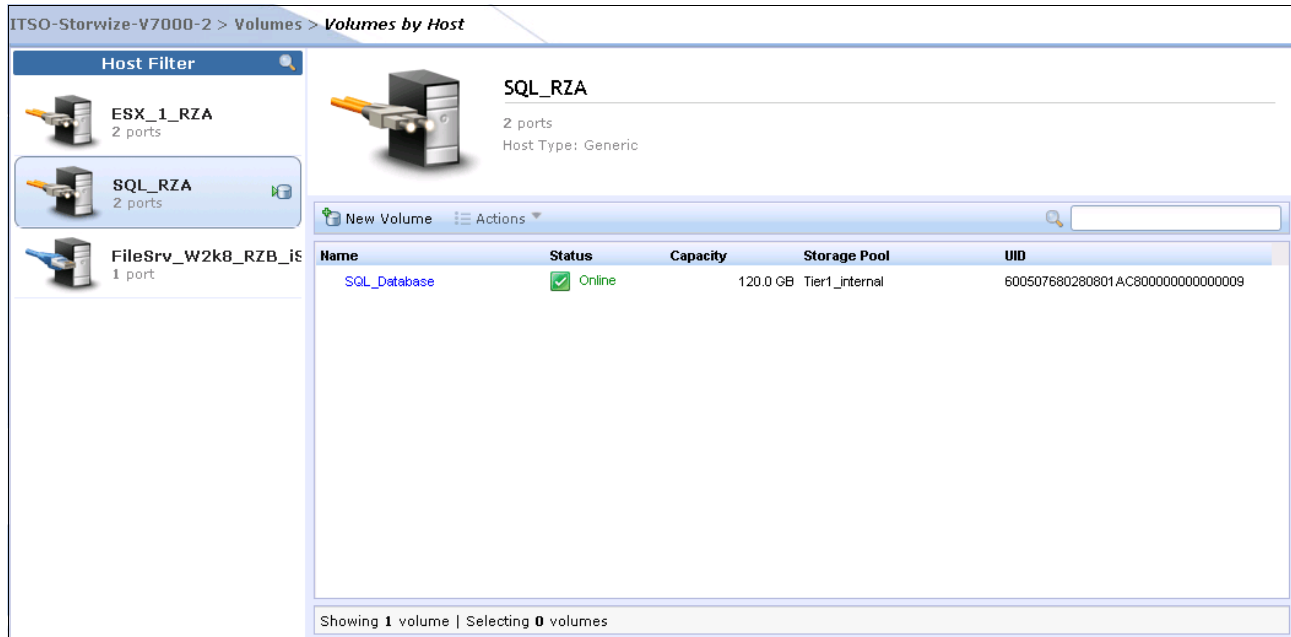 ITSO-Storwize-V7000-2 > Volumes > Volumes by Host
Host Filter
ESX_1_RZA
2 ports
SQL_RZA
2 ports
FileSrv_W2k8_RZB_iS
1 port
SQL_RZA
2 ports
Host Type: Generic
New Volume Actions
Name Status Capacity Storage Pool UID
SQL_Database Online 120.0 GB Tier1_internal 600507680280801AC800000000000009
Showing 1 volume | Selecting 0 volumes